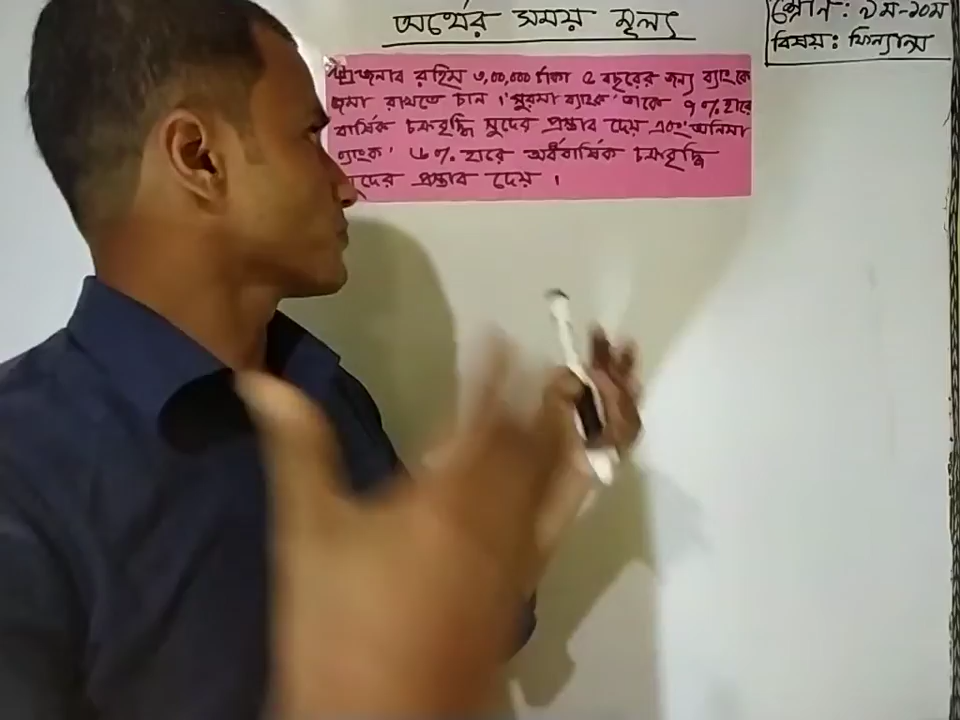 অর্থের সময় মূল্য
শ্রেনি: ৯ম-১০ম
বিষয়: ফিন্যান্স
জনাব রহিম ৩,০০,০০০ টাকা ৫ বছরের জন্য ব্যাংকে
জমা রাখতে চান । 'সুরমা ব্যাংক' তাকে ৭% হারে
বার্ষিক চক্রবৃদ্ধি সুদের প্রস্তাব দেয় এবং
ব্যাংক' ৬% হারে অর্ধবার্ষিক চক্রবৃদ্ধি
সুদের প্রস্তাব দেয় ।